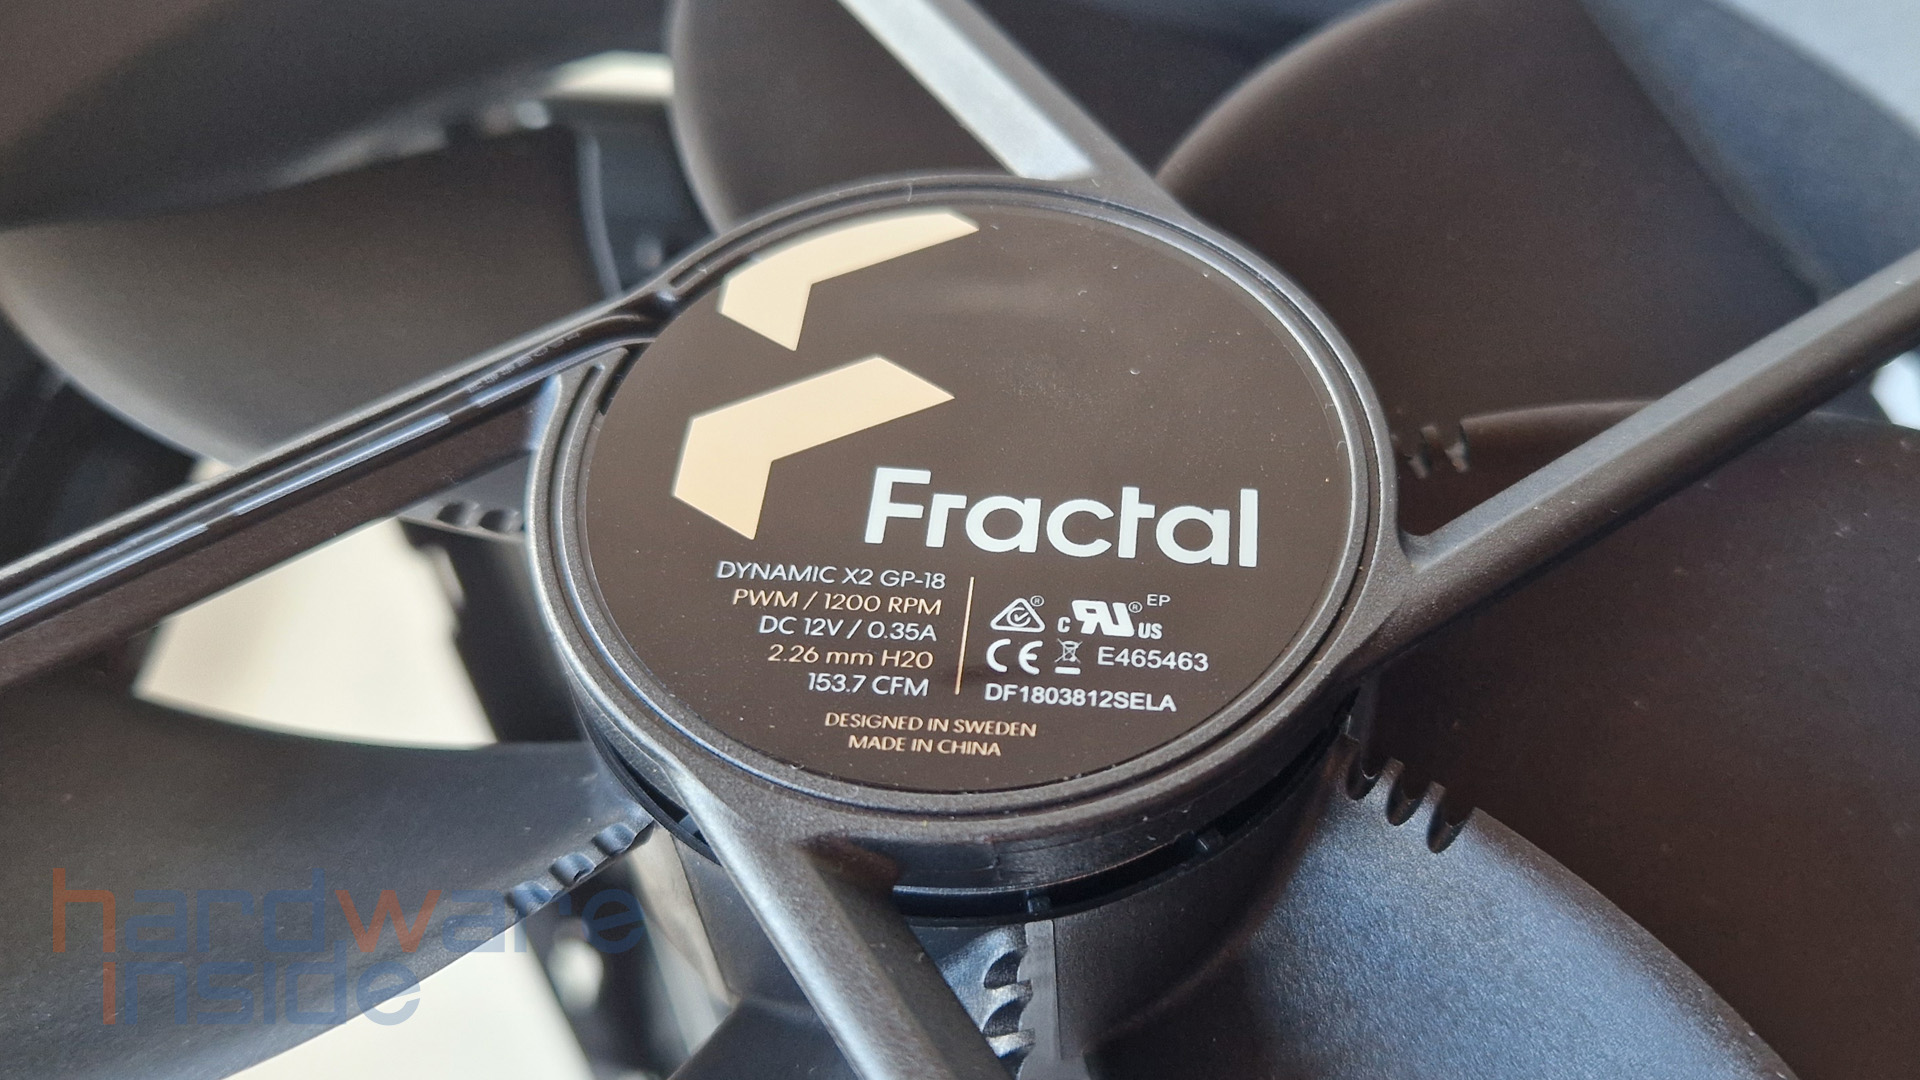 Fractal
DYNAMIC X2 GP-18
PWM / 1200 RPM
DC 12V / 0.35A
2.26 mm H20
153.7 CFM
c RU ® US EP
CE E465463
DF1803812SELA
DESIGNED IN SWEDEN
MADE IN CHINA
hardware
inside